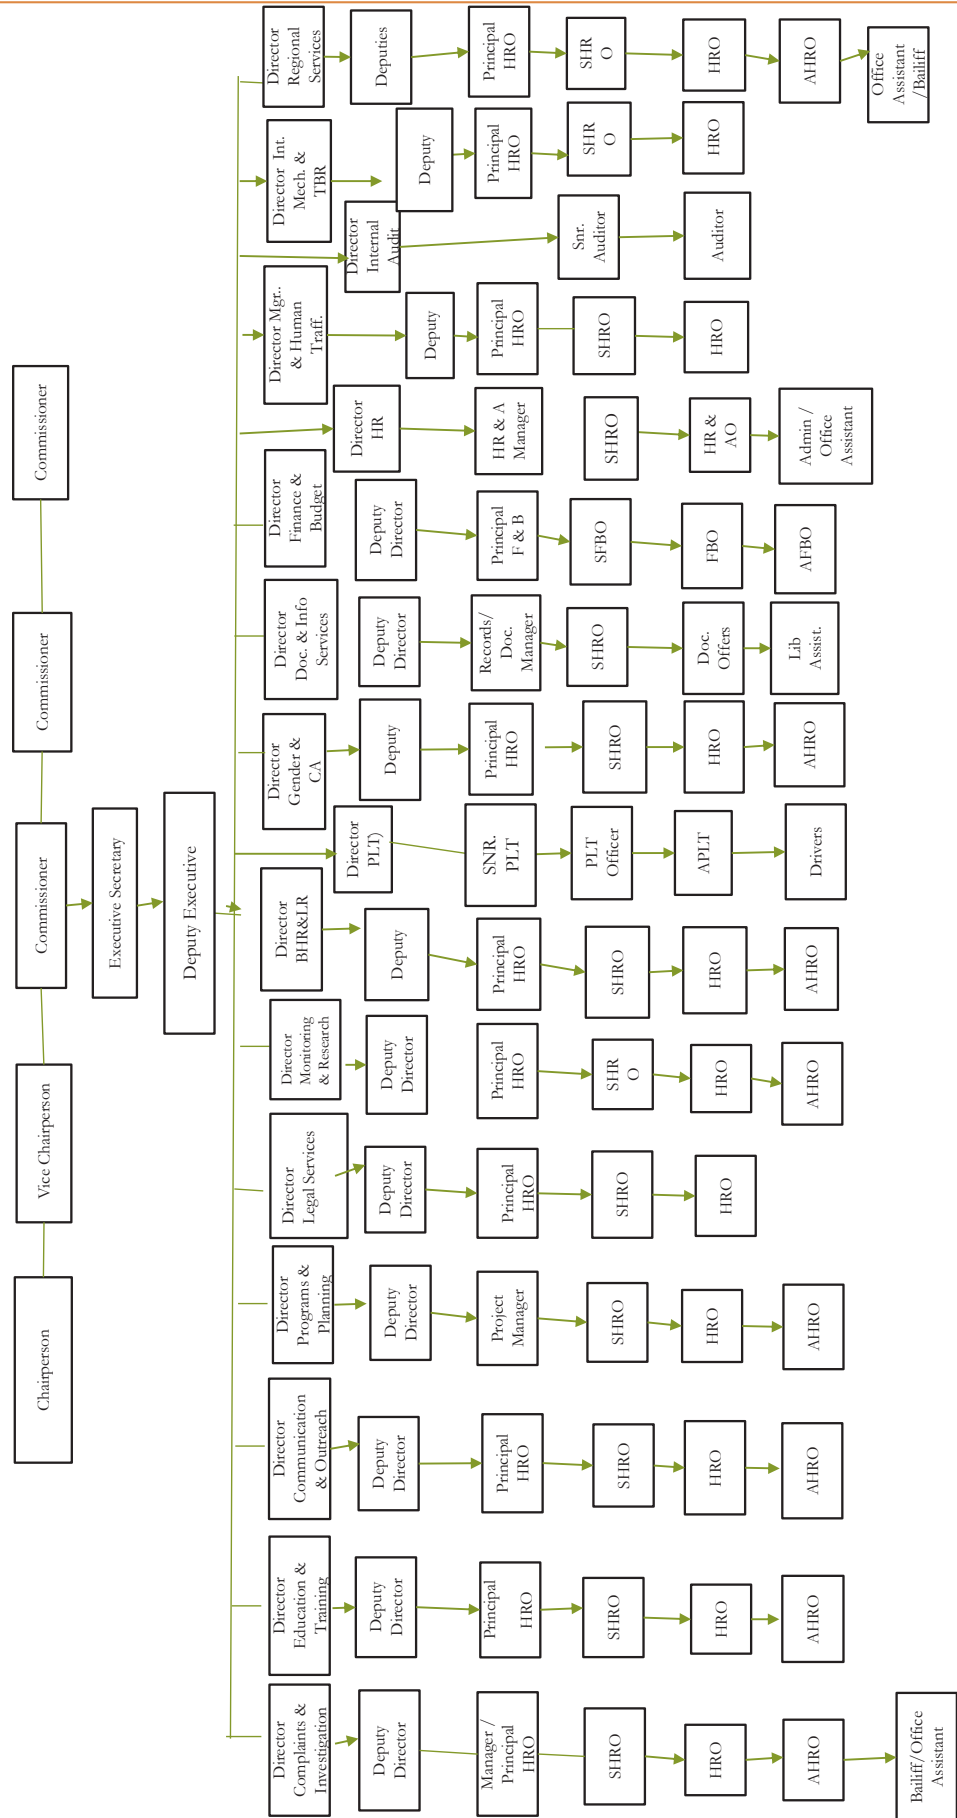 Chairperson
Vice Chairperson
Commissioner
Commissioner
Commissioner
Executive Secretary
Deputy Executive
Director
Complaints &
Investigation
Deputy
Director
Manager /
Principal
HRO
SHRO
HRO
AHRO
Bailiff/Office
Assistant
Director
Education &
Training
Deputy
Director
Principal
HRO
SHRO
HRO
AHRO
Director
Communication
& Outreach
Deputy
Director
Principal
HRO
SHRO
HRO
AHRO
Director
Programs &
Planning
Deputy
Director
Project
Manager
SHRO
HRO
AHRO
Director
Legal Services
Deputy
Director
Principal
HRO
SHRO
HRO
Director
Monitoring
& Research
Deputy
Director
Principal
HRO
SHR
O
HRO
AHRO
Director
BHR&LR
Deputy
Principal
HRO
SHRO
HRO
AHRO
Director
PLT)
SNR.
PLT
PLT
Officer
APLT
Drivers
Director
Gender &
CA
Deputy
Principal
HRO
SHRO
HRO
AHRO
Director
Doc. & Info
Services
Deputy
Director
Records/
Doc.
Manager
SHRO
Doc.
Offers
Lib
Assist.
Director
Finance &
Budget
Deputy
Director
Principal
F & B
SFBO
FBO
AFBO
Director
HR
HR & A
Manager
SHRO
HR &
AO
Admin /
Office
Assistant
Director Mgr..
& Human
Traff.
Deputy
Principal
HRO
SHRO
HRO
Director
Internal
Audit
Snr.
Auditor
Auditor
Director Int.
Mech. &
TBR
Deputy
Principal
HRO
SHR
O
HRO
Director
Regional
Services
Deputies
Principal
HRO
SHR
O
HRO
AHRO
Office
Assistant
/Bailiff